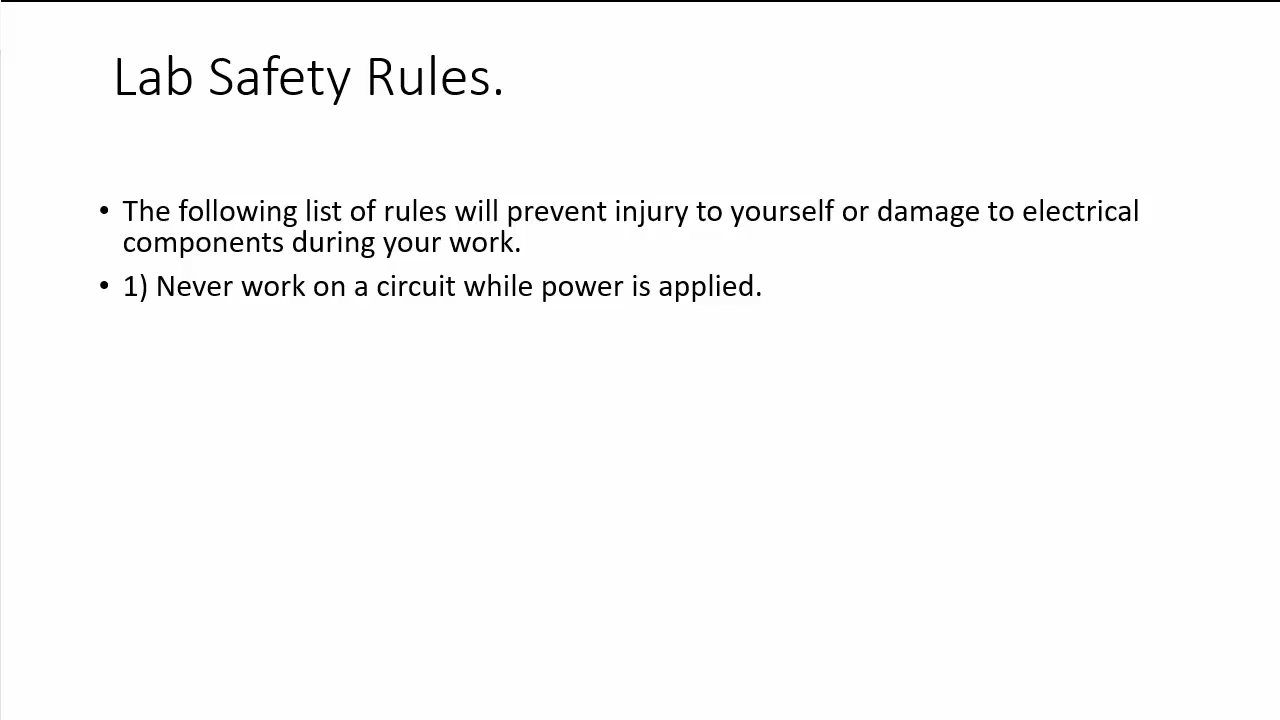 Lab Safety Rules.
• The following list of rules will prevent injury to yourself or damage to electrical
components during your work.
• 1) Never work on a circuit while power is applied.